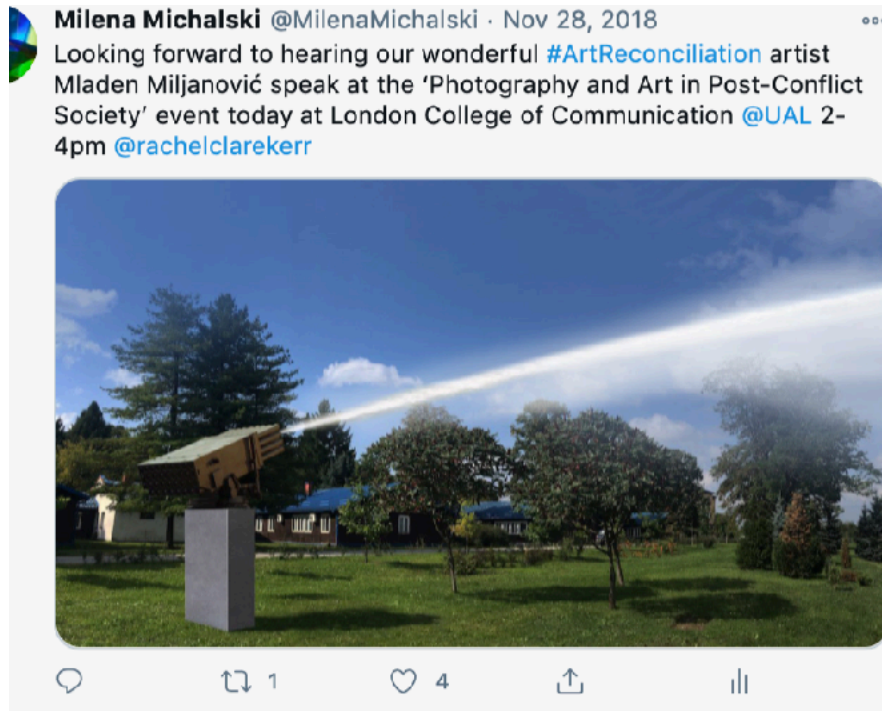 Milena Michalski @MilenaMichalski · Nov 28, 2018
Looking forward to hearing our wonderful #ArtReconciliation artist
Mladen Miljanović speak at the ‘Photography and Art in Post-Conflict
Society’ event today at London College of Communication @UAL 2-
4pm @rachelclarekerr
1 4